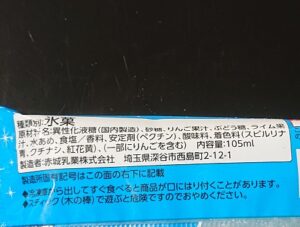 種類別:氷菓
原材料名:異性化液糖(国内製造)、砂糖、りんご果汁、ぶどう糖、ライム果
汁、水あめ、食塩/香料、安定剤(ペクチン)、酸味料、着色料(スピルリナ
青、クチナシ、紅花黄)、(一部にりんごを含む) 内容量:105ml
製造者:赤城乳業株式会社 埼玉県深谷市西島町2-12-1
製造所固有記号はこの面の右下に記載
●冷凍庫から出してすぐ食べると商品が口にはり付くことがあります。
●スティック(木の棒)で遊ぶと危険ですのでおやめください。